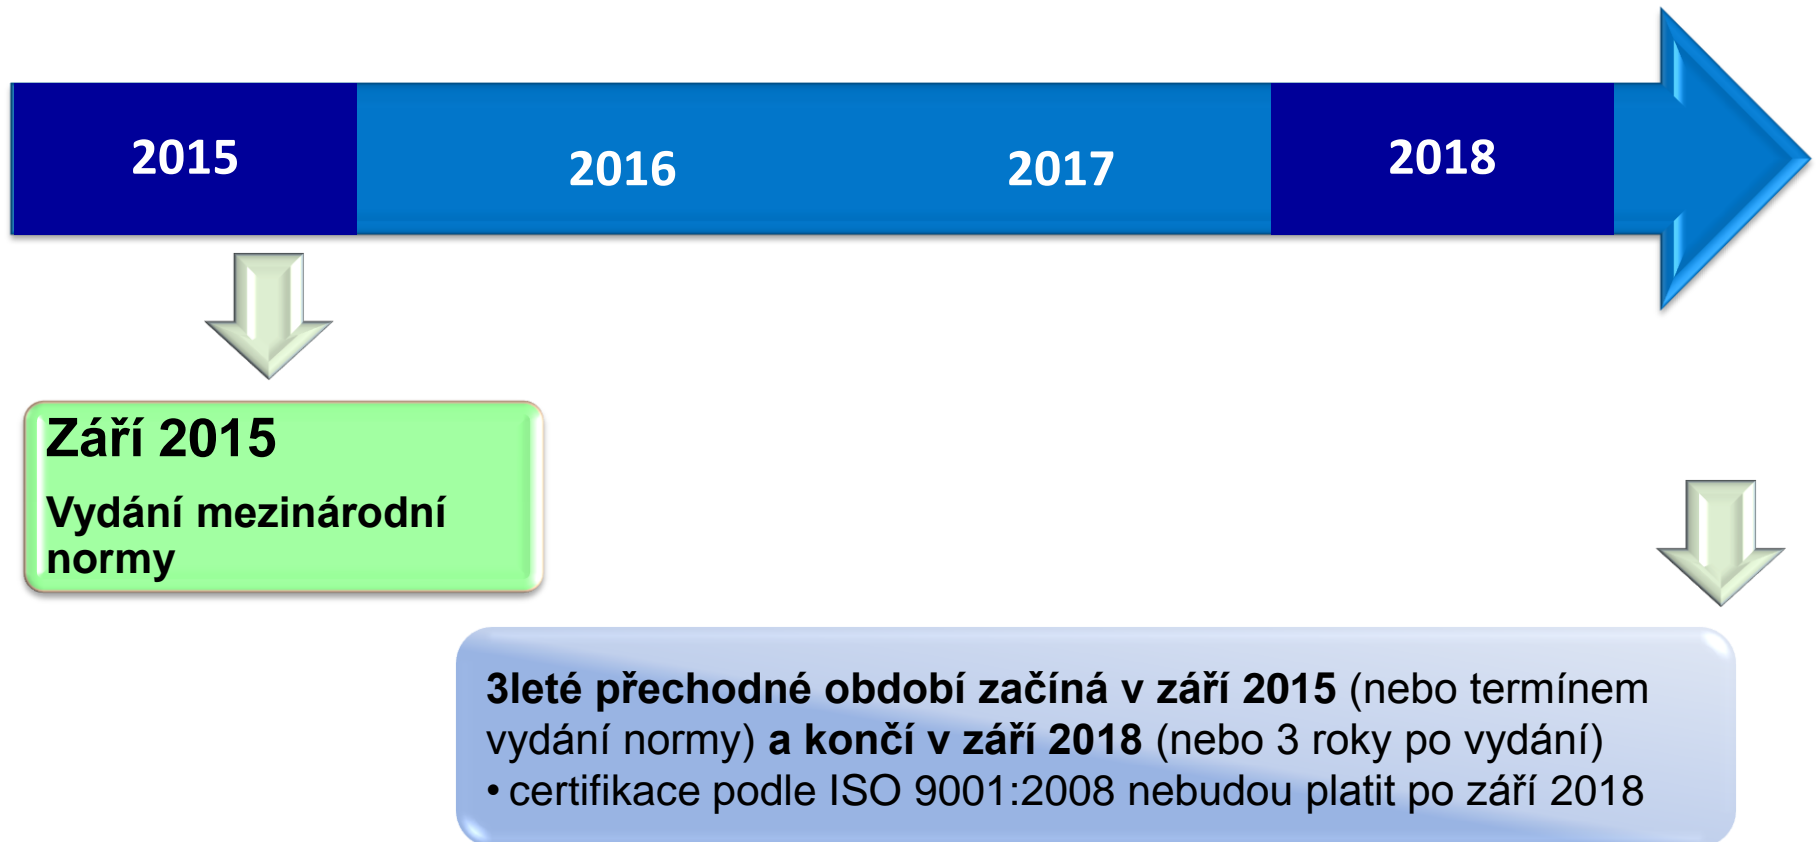 2015
2016
2017
2018
Září 2015
Vydání mezinárodní
normy
3leté přechodné období začíná v září 2015 (nebo termínem
vydání normy) a končí v září 2018 (nebo 3 roky po vydání)
• certifikace podle ISO 9001:2008 nebudou platit po září 2018